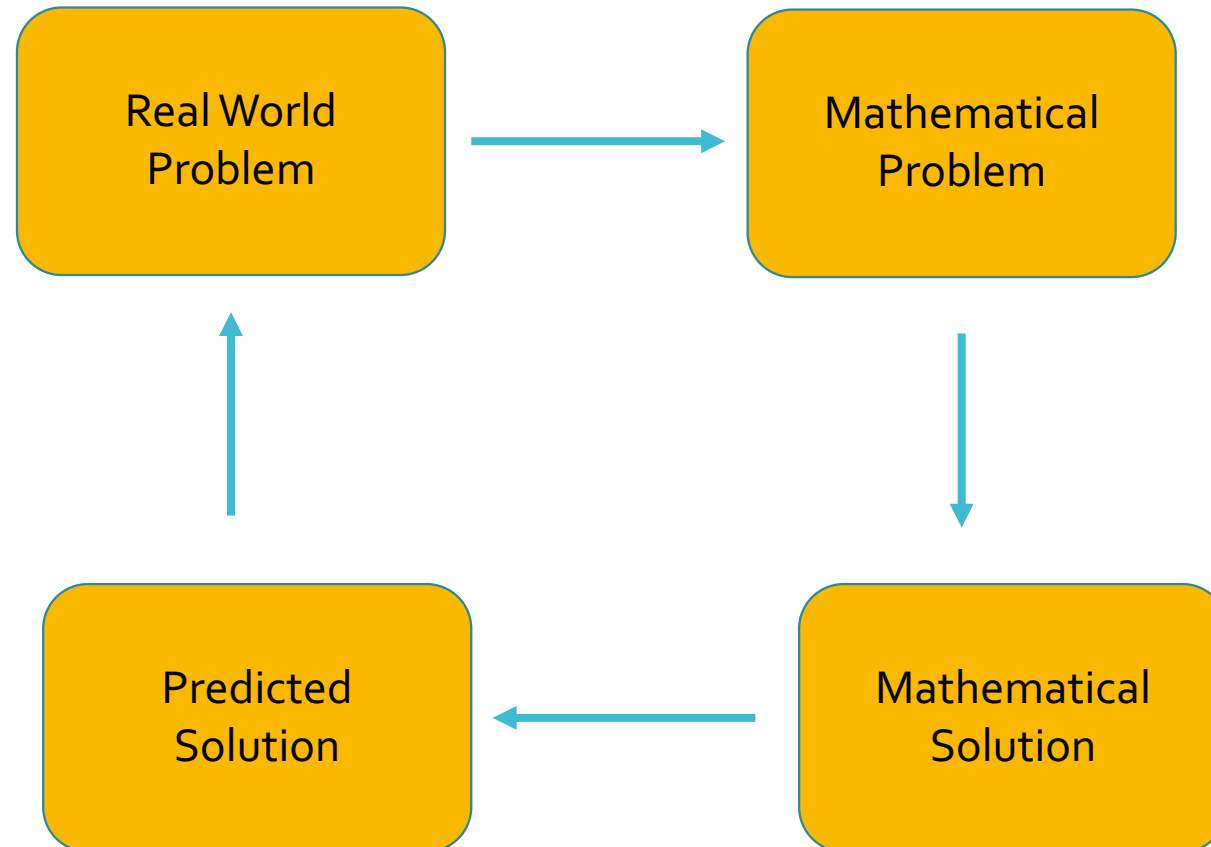 Real World
Problem
Mathematical
Problem
Predicted
Solution
Mathematical
Solution